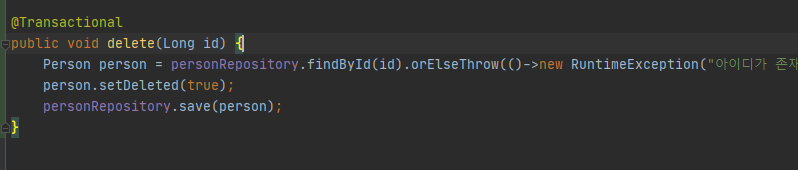 @Transactional
public void delete(Long id) {
Person person = personRepository.findById(id).orElseThrow(()->new RuntimeException("아이디가 존재
person.setDeleted(true);
personRepository.save(person);
}